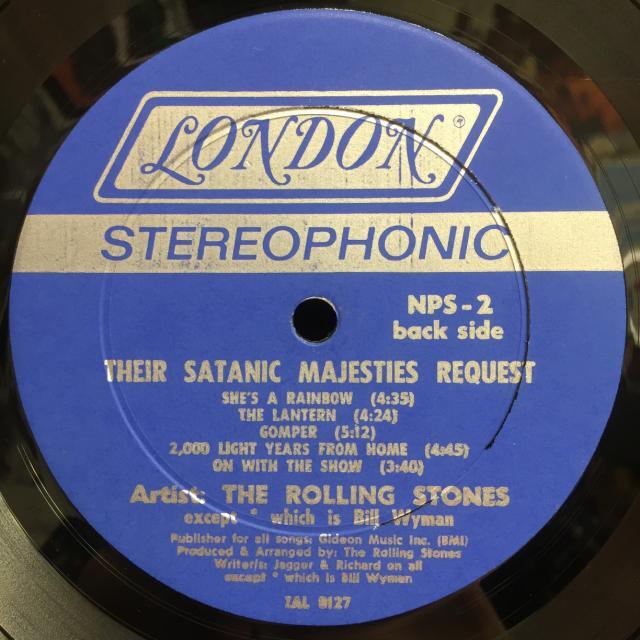 LONDON ®
STEREOPHONIC
NPS-2
back side
THEIR SATANIC MAJESTIES REQUEST
SHE'S A RAINBOW (4:35)
THE LANTERN (4:24)
GOMPER (5:12)
2,000 LIGHT YEARS FROM HOME (4:45)
ON WITH THE SHOW (3:40)
Artist: THE ROLLING STONES
except * which is Bill Wyman
Publisher for all songs: Gideon Music Inc. (BMI)
Produced & Arranged by: The Rolling Stones
Writers: Jagger & Richard on all
except * which is Bill Wyman
ZAL 8127